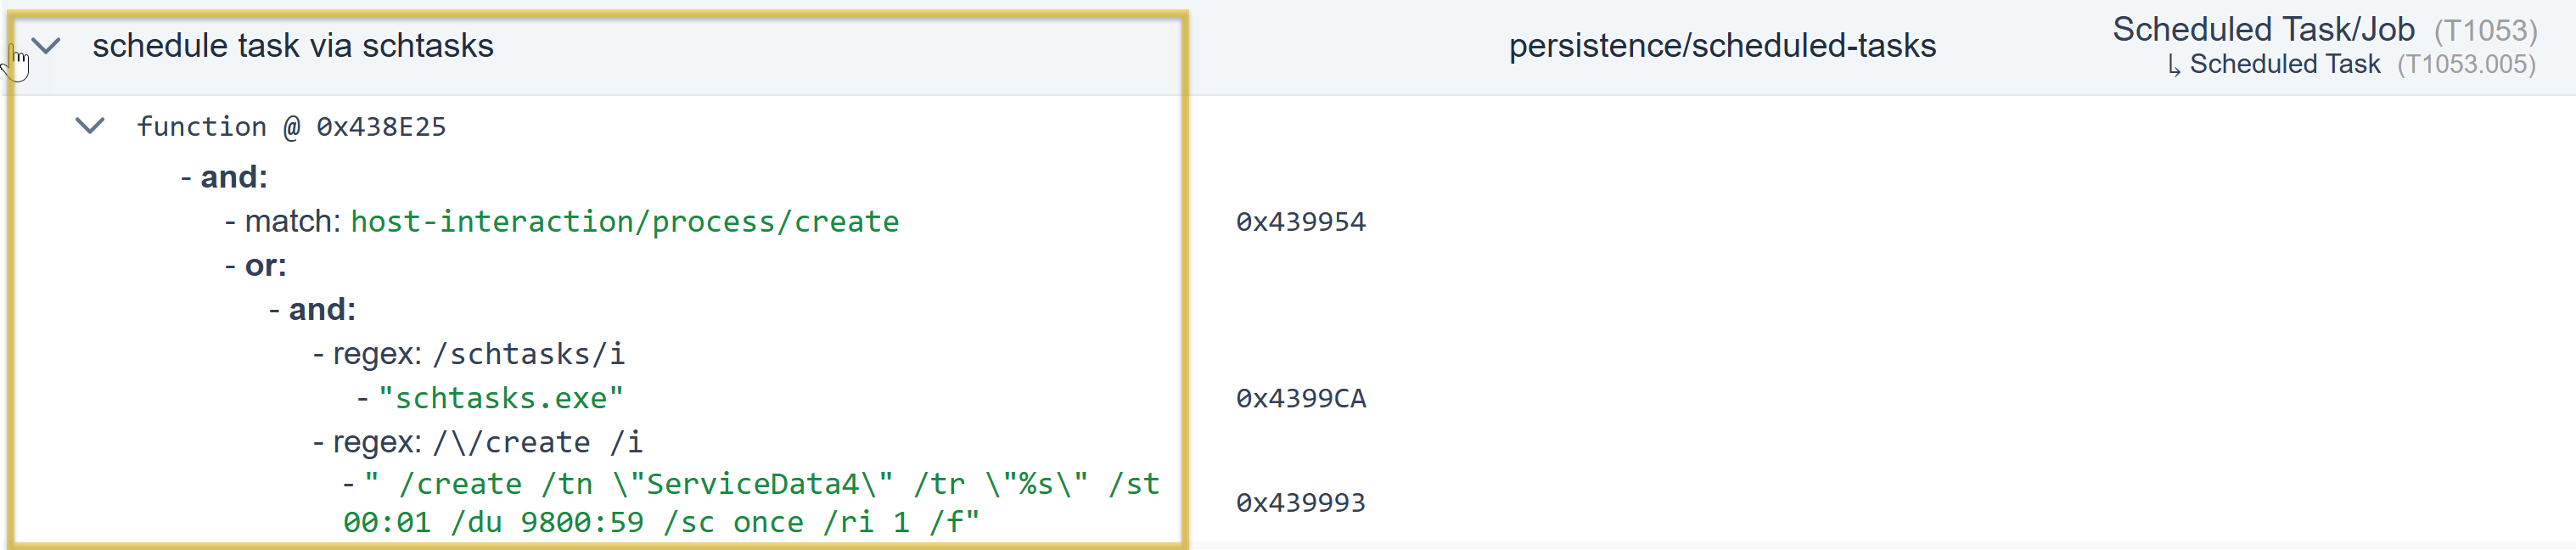 schedule task via schtasks persistence/scheduled-tasks Scheduled Task/Job (T1053)
↳ Scheduled Task (T1053.005)
function @ 0x438E25
- and:
- match: host-interaction/process/create 0x439954
- or:
- and:
- regex: /schtasks/i
- "schtasks.exe" 0x4399CA
- regex: /\/create /i
- " /create /tn \"ServiceData4\" /tr \"%s\" /st
00:01 /du 9800:59 /sc once /ri 1 /f" 0x439993